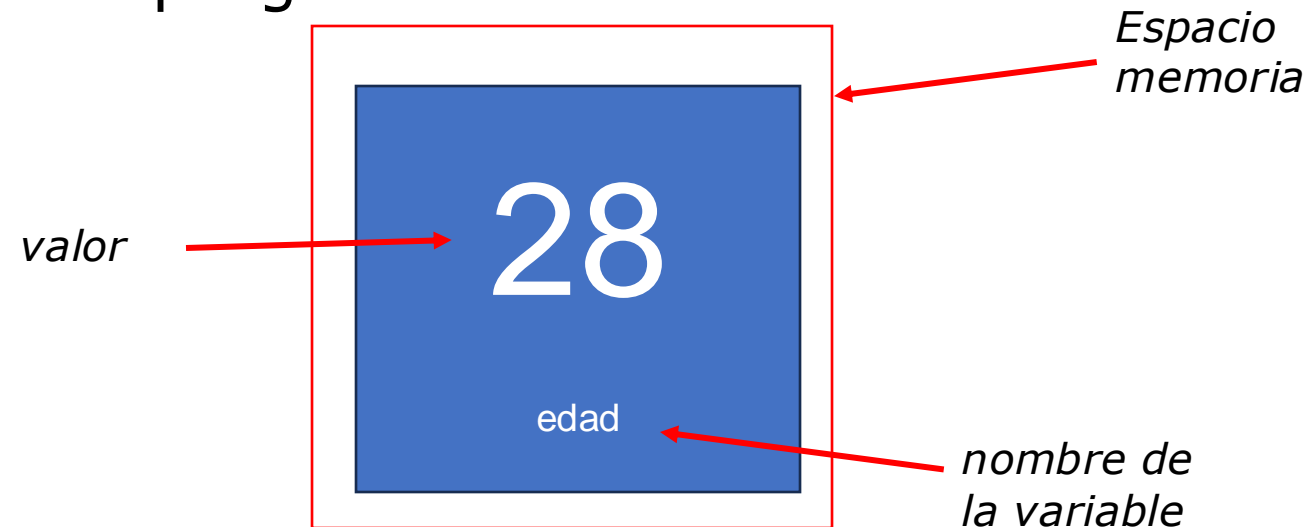 Espacio
memoria
valor
28
edad
nombre de
la variable